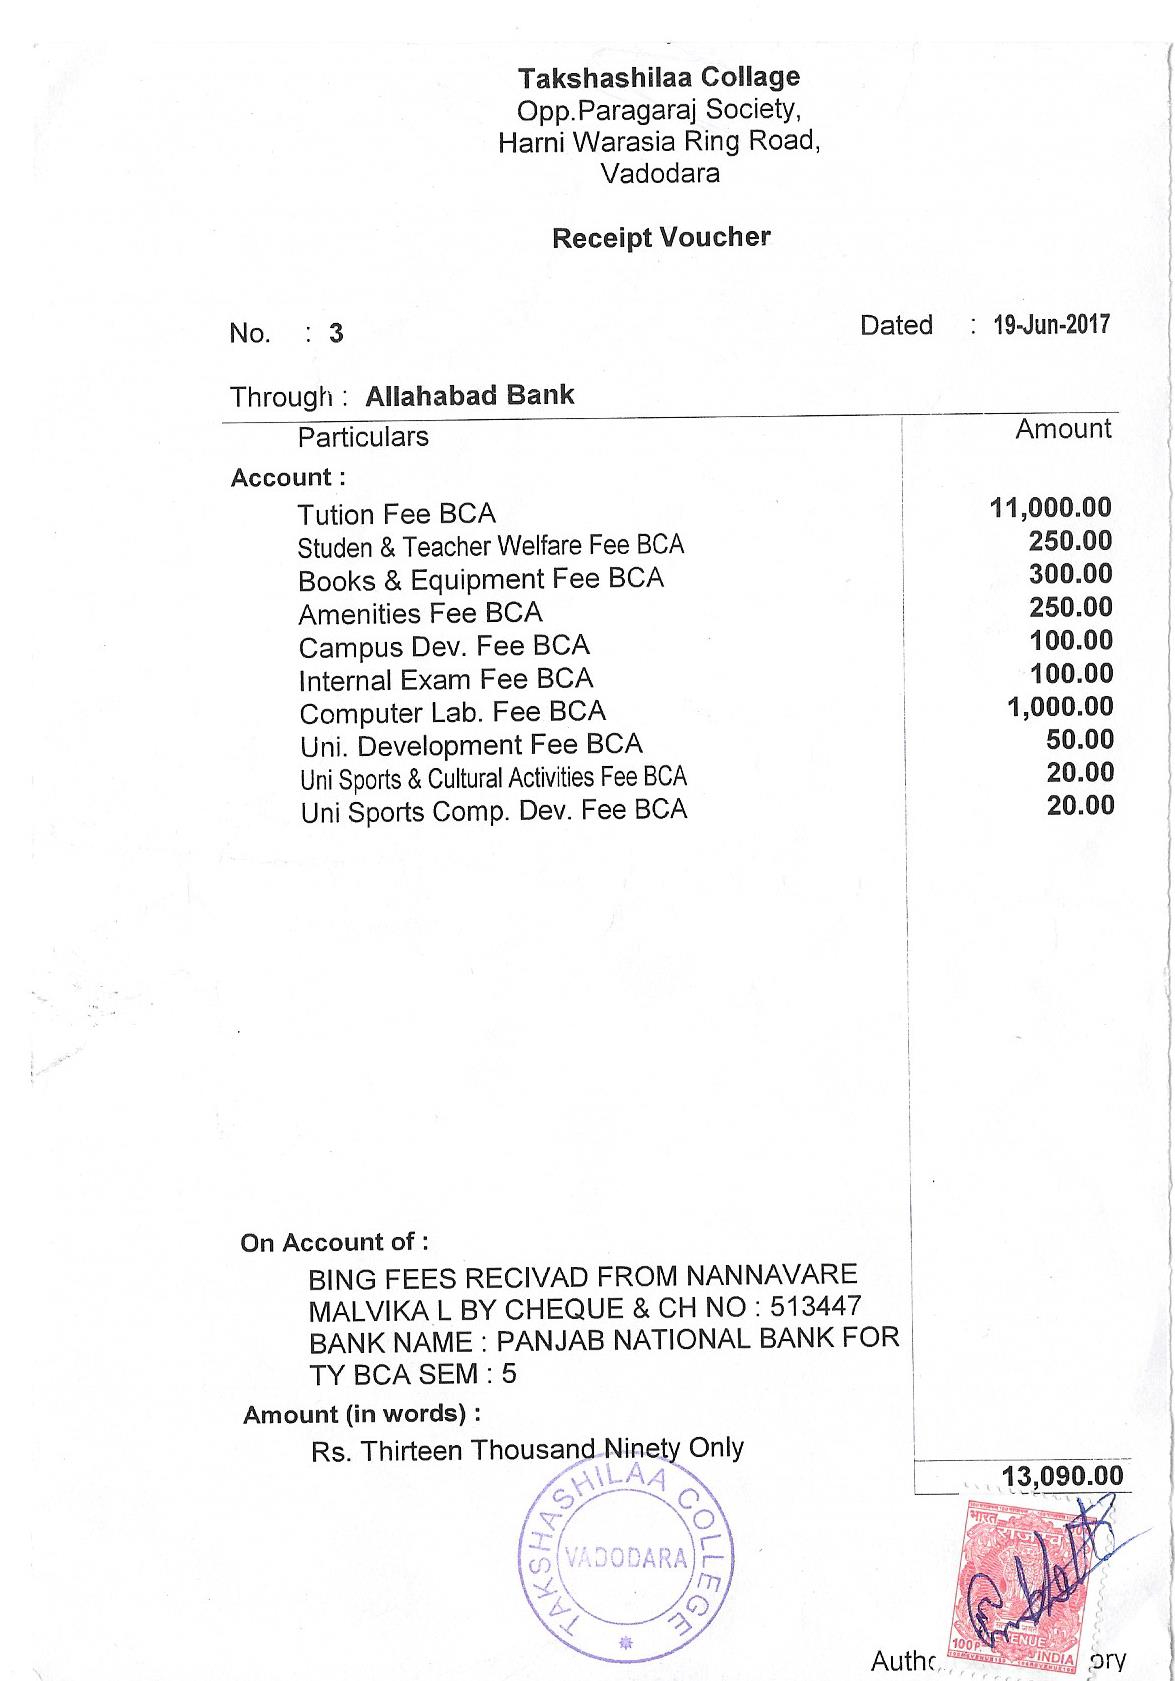 Takshashilaa Collage
Opp.Paragaraj Society,
Harni Warasia Ring Road,
Vadodara
Receipt Voucher
No. : 3 Dated : 19-Jun-2017
Through : Allahabad Bank
Particulars Amount
Account :
Tution Fee BCA 11,000.00
Studen & Teacher Welfare Fee BCA 250.00
Books & Equipment Fee BCA 300.00
Amenities Fee BCA 250.00
Campus Dev. Fee BCA 100.00
Internal Exam Fee BCA 100.00
Computer Lab. Fee BCA 1,000.00
Uni. Development Fee BCA 50.00
Uni Sports & Cultural Activities Fee BCA 20.00
Uni Sports Comp. Dev. Fee BCA 20.00
On Account of :
BING FEES RECIVAD FROM NANNAVARE
MALVIKA L BY CHEQUE & CH NO : 513447
BANK NAME : PANJAB NATIONAL BANK FOR
TY BCA SEM : 5
Amount (in words) :
Rs. Thirteen Thousand Ninety Only
13,090.00
TAKSHASHILAA COLLEGE
VADODARA
भारत
100P
INDIA